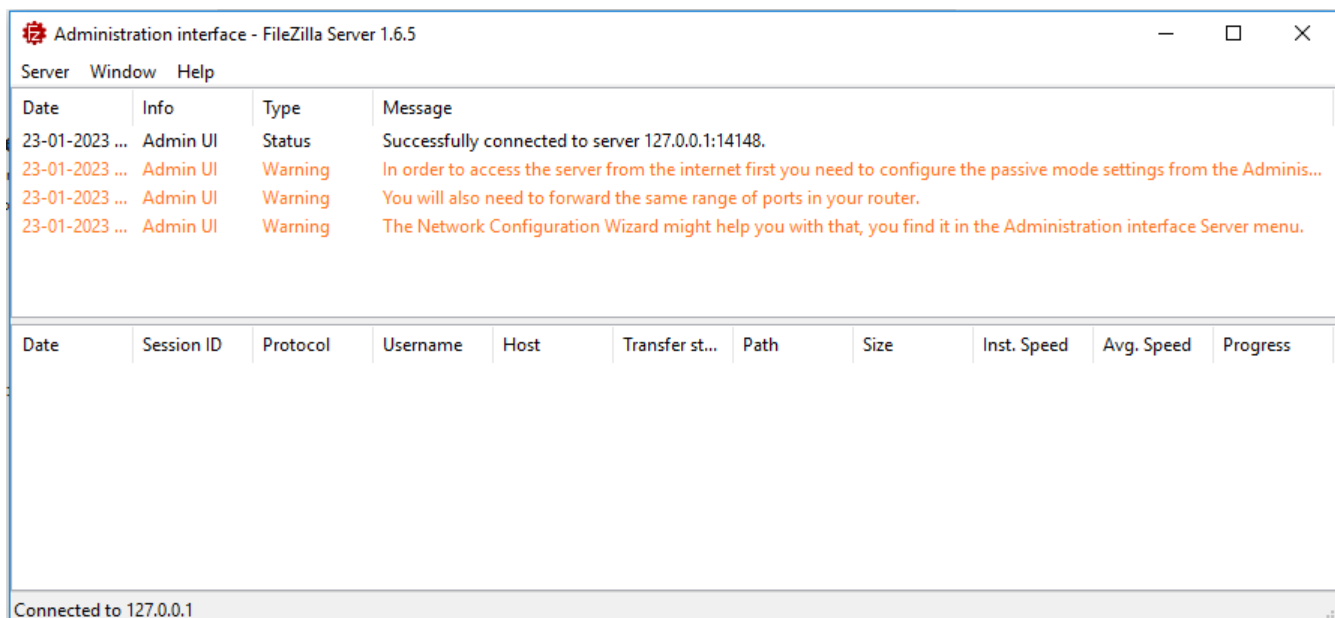 Administration interface - FileZilla Server 1.6.5
Server Window Help
Date Info Type Message
23-01-2023 ... Admin UI Status Successfully connected to server 127.0.0.1:14148.
23-01-2023 ... Admin UI Warning In order to access the server from the internet first you need to configure the passive mode settings from the Adminis...
23-01-2023 ... Admin UI Warning You will also need to forward the same range of ports in your router.
23-01-2023 ... Admin UI Warning The Network Configuration Wizard might help you with that, you find it in the Administration interface Server menu.
Date Session ID Protocol Username Host Transfer st... Path Size Inst. Speed Avg. Speed Progress
Connected to 127.0.0.1